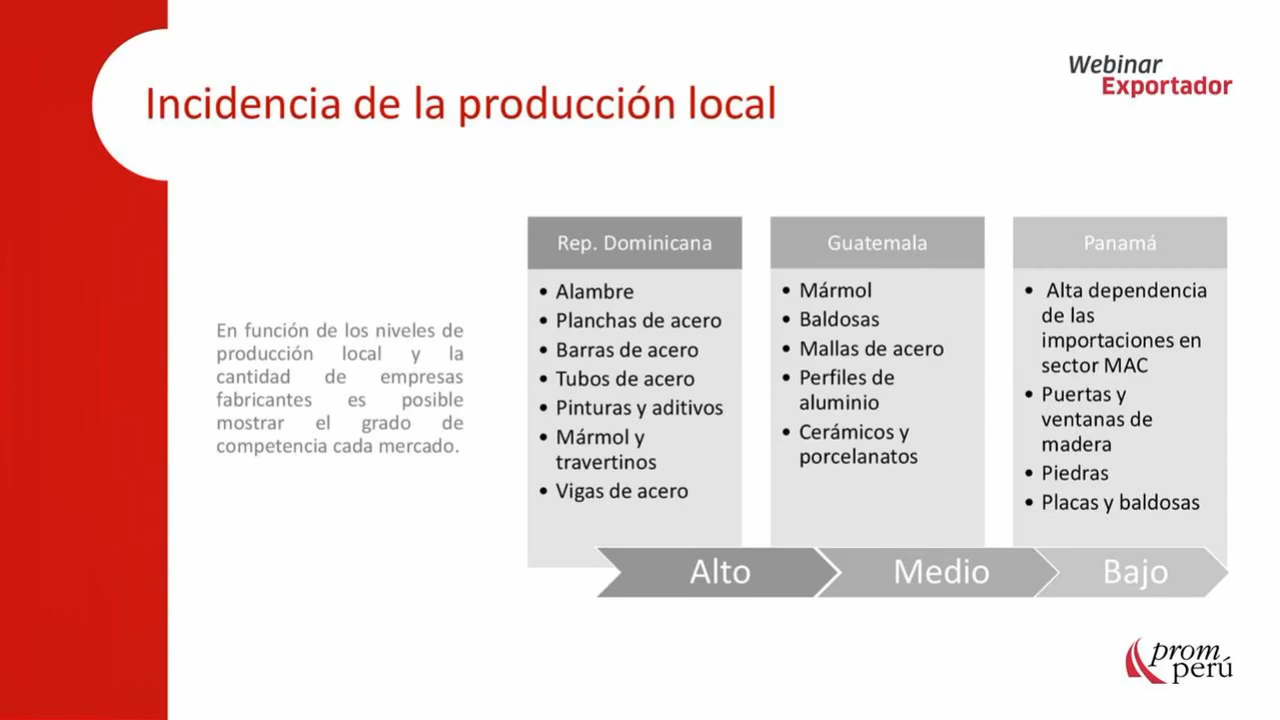 Webinar
Exportador
Incidencia de la producción local
En función de los niveles de
producción local y la
cantidad de empresas
fabricantes es posible
mostrar el grado de
competencia cada mercado.
Rep. Dominicana
• Alambre
• Planchas de acero
• Barras de acero
• Tubos de acero
• Pinturas y aditivos
• Mármol y
travertinos
• Vigas de acero
Guatemala
• Mármol
• Baldosas
• Mallas de acero
• Perfiles de
aluminio
• Cerámicos y
porcelanatos
Panamá
• Alta dependencia
de las
importaciones en
sector MAC
• Puertas y
ventanas de
madera
• Piedras
• Placas y baldosas
Alto
Medio
Bajo
prom
perú